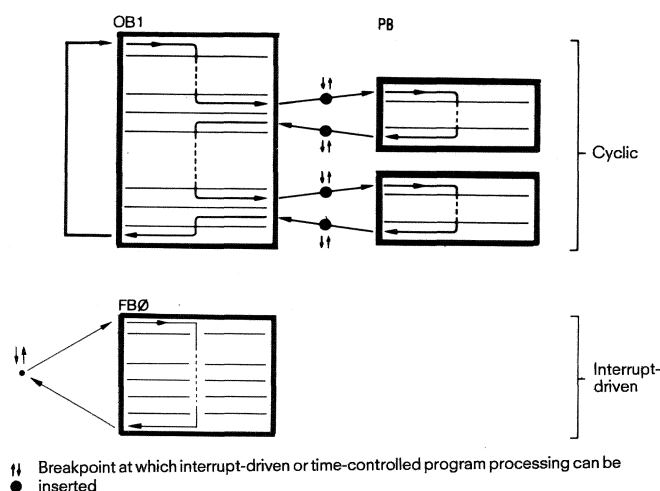 OB1
PB
Cyclic
FBØ
Interrupt-
driven
Breakpoint at which interrupt-driven or time-controlled program processing can be
inserted